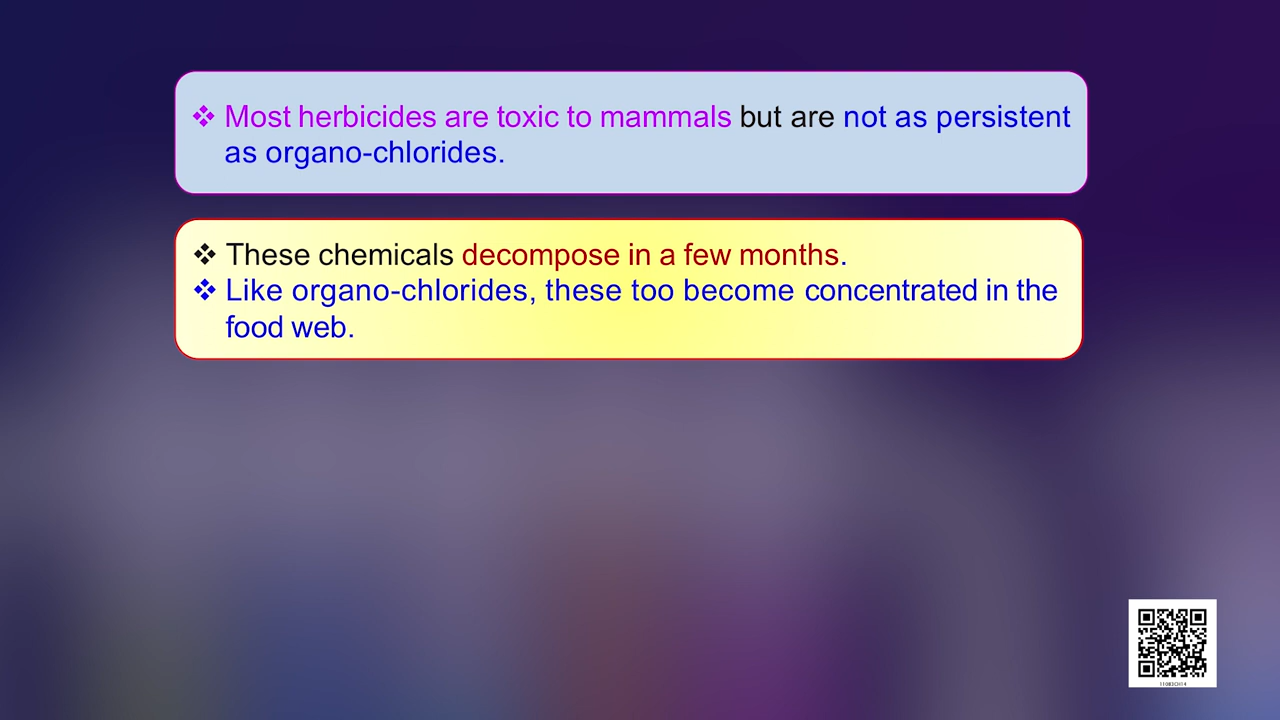 ❖ Most herbicides are toxic to mammals but are not as persistent
as organo-chlorides.
❖ These chemicals decompose in a few months.
❖ Like organo-chlorides, these too become concentrated in the
food web.